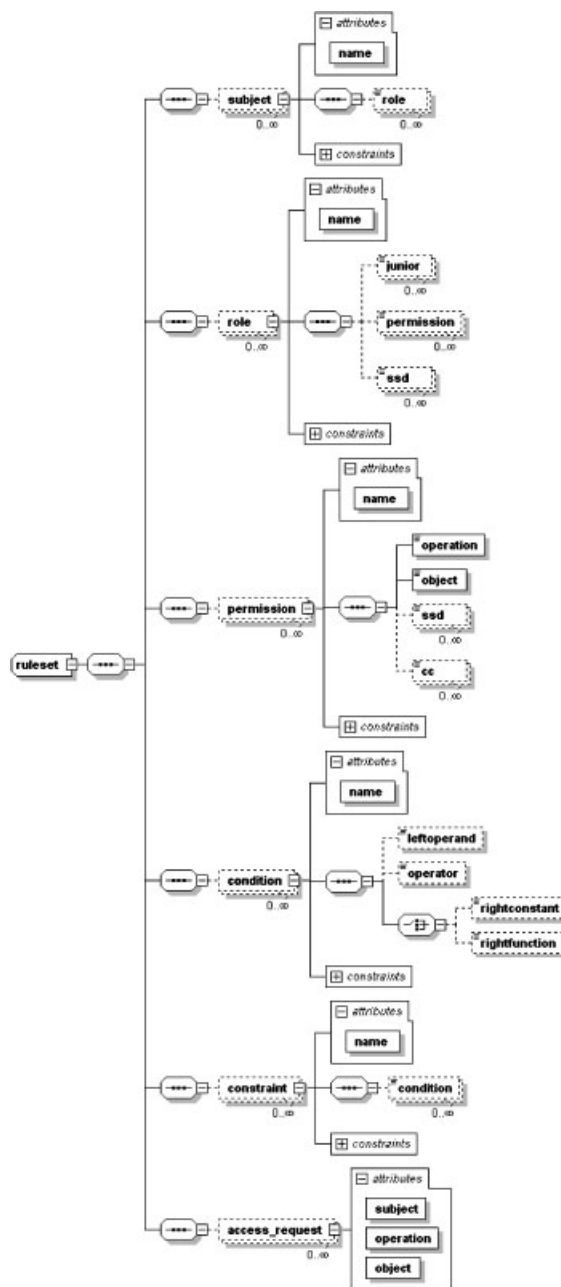 attributes
name
subject
role
0..∞
0..∞
constraints
attributes
name
junior
0..∞
role
permission
0..∞
0..∞
ssd
0..∞
constraints
attributes
name
operation
object
permission
ssd
0..∞
0..∞
cc
0..∞
ruleset
constraints
attributes
name
leftoperand
condition
operator
0..∞
rightconstant
rightfunction
constraints
attributes
name
constraint
condition
0..∞
0..∞
constraints
attributes
subject
access_request
operation
0..∞
object